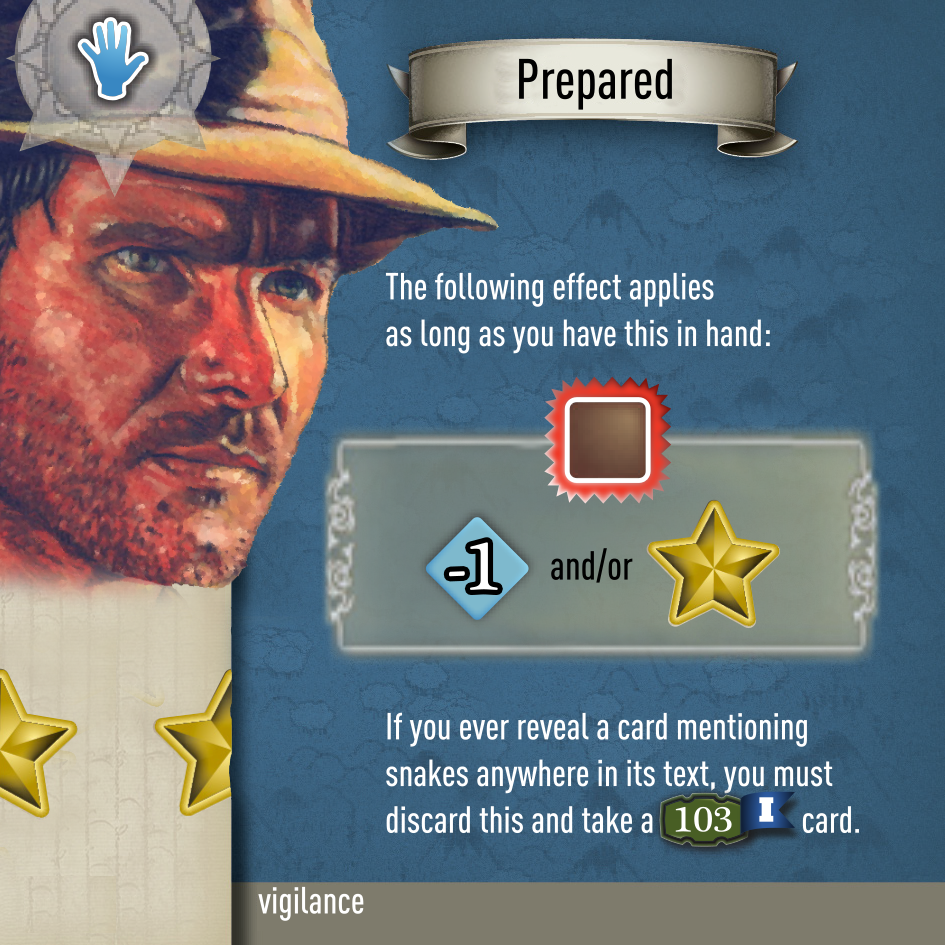 Prepared
The following effect applies
as long as you have this in hand:
-1 and/or
If you ever reveal a card mentioning
snakes anywhere in its text, you must
discard this and take a 103 I card.
vigilance